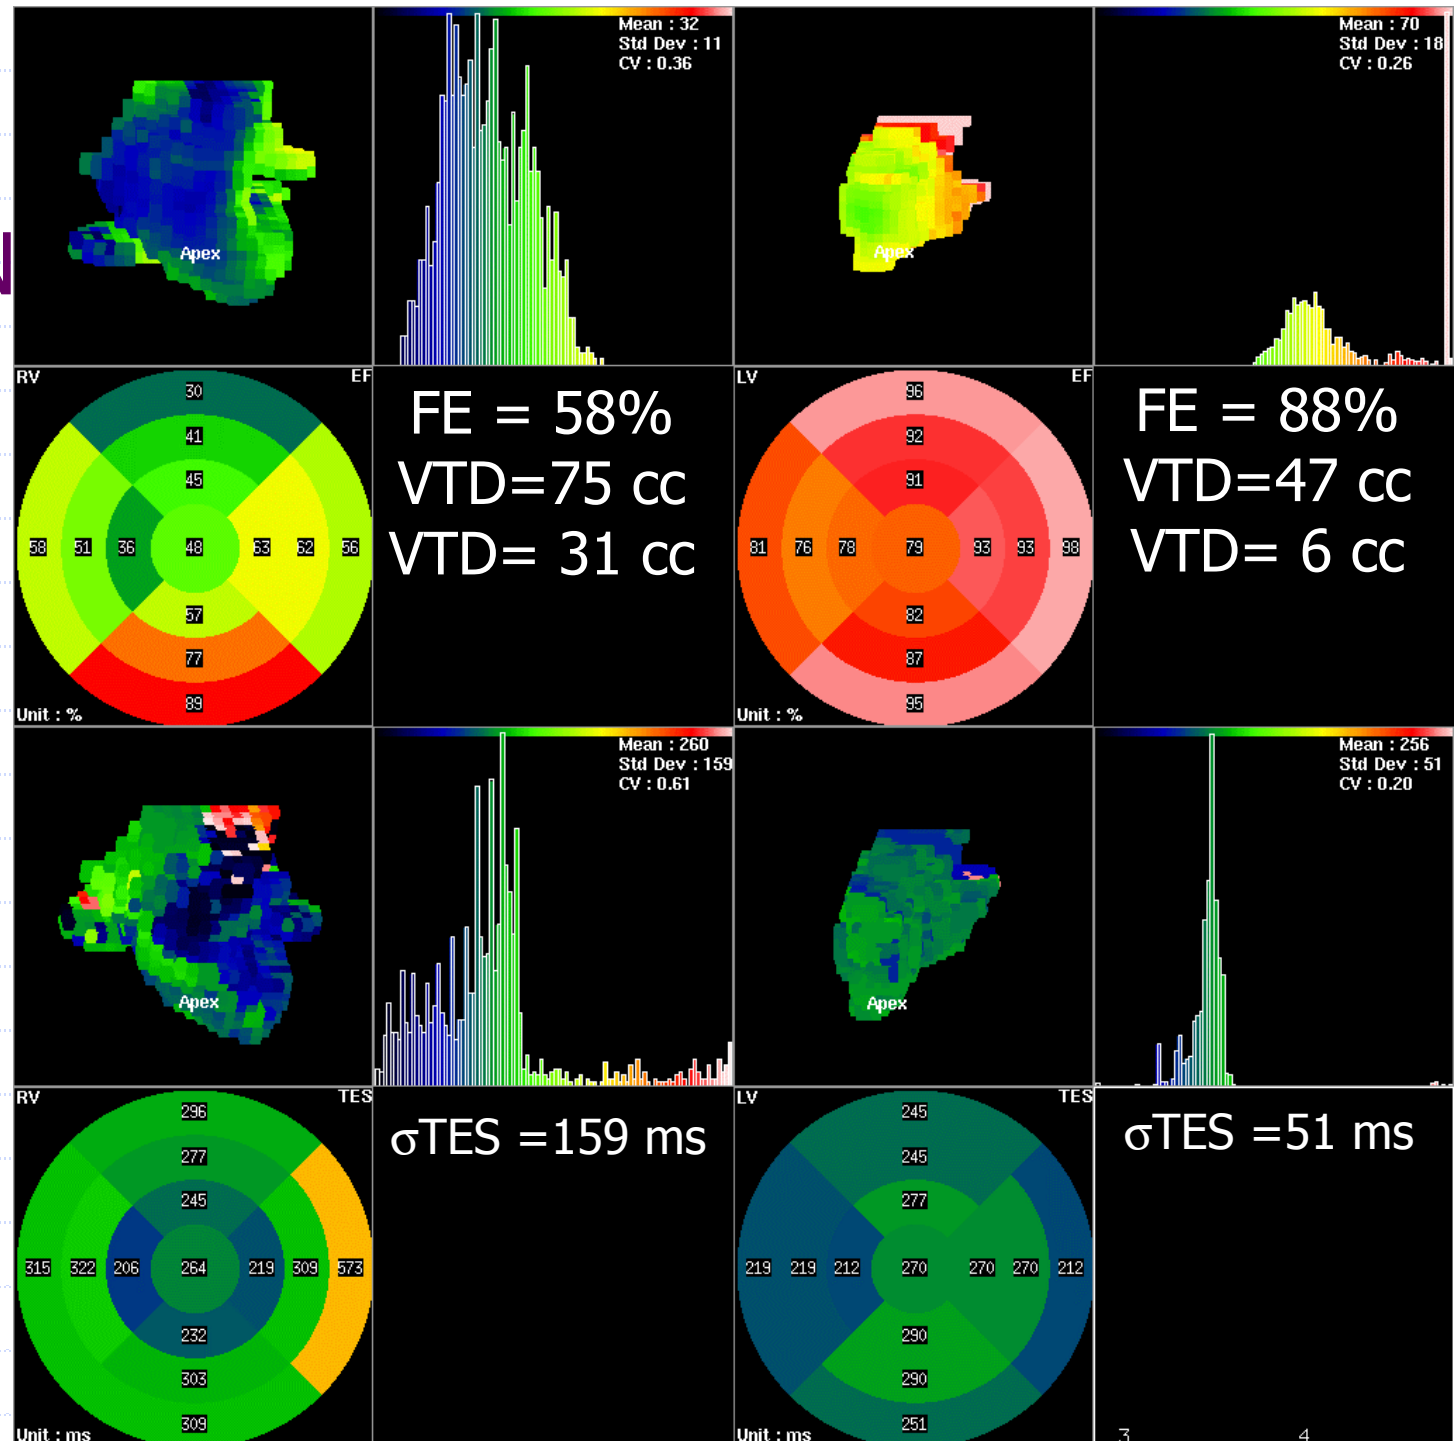 N
Mean : 32
Std Dev : 11
CV : 0.36
Apex
Mean : 70
Std Dev : 18
CV : 0.26
Apex
RV EF
30
41
45
58 51 36 48 63 62 56
57
77
89
Unit : %
FE = 58%
VTD=75 cc
VTD= 31 cc
LV EF
96
92
91
81 76 78 79 93 93 98
82
87
95
Unit : %
FE = 88%
VTD=47 cc
VTD= 6 cc
Apex
Mean : 260
Std Dev : 159
CV : 0.61
Apex
Mean : 256
Std Dev : 51
CV : 0.20
RV TES
296
277
245
315 322 206 264 219 309 573
232
303
309
Unit : ms
σTES =159 ms
LV TES
245
245
277
219 219 212 270 270 270 212
290
290
251
Unit : ms
σTES =51 ms
3 4